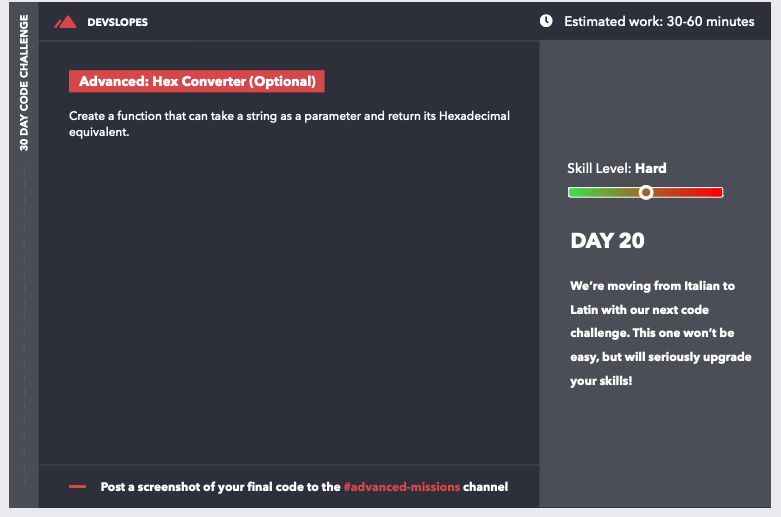 30 DAY CODE CHALLENGE
DEVSLOPES
Estimated work: 30-60 minutes
Advanced: Hex Converter (Optional)
Create a function that can take a string as a parameter and return its Hexadecimal
equivalent.
Skill Level: Hard
DAY 20
We’re moving from Italian to
Latin with our next code
challenge. This one won’t be
easy, but will seriously upgrade
your skills!
Post a screenshot of your final code to the #advanced-missions channel